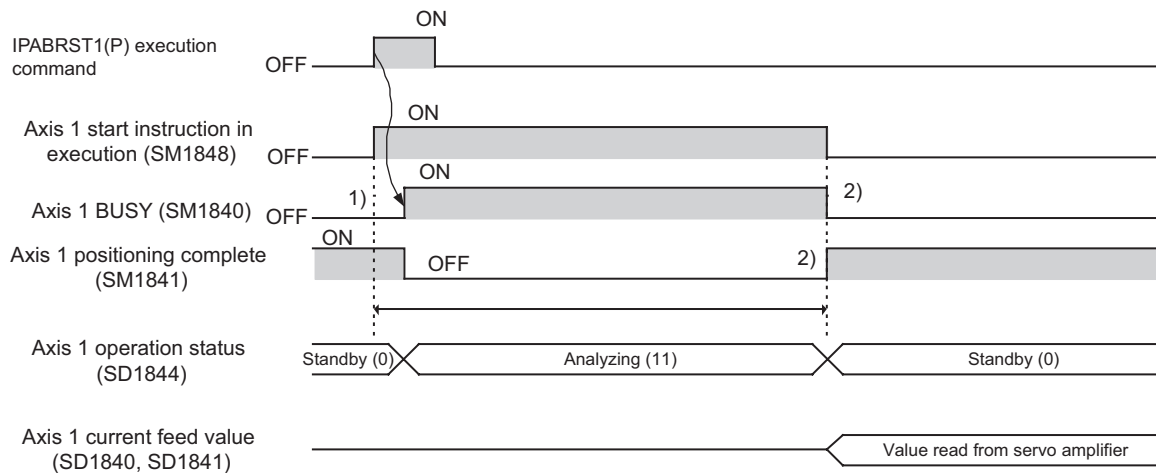 ON
IPABRST1(P) execution
command
OFF
Axis 1 start instruction in
execution (SM1848)
ON
OFF
ON
1)
2)
Axis 1 BUSY (SM1840)
OFF
ON
Axis 1 positioning complete
(SM1841)
OFF
2)
Axis 1 operation status
(SD1844)
Standby (0)
Analyzing (11)
Standby (0)
Axis 1 current feed value
(SD1840, SD1841)
Value read from servo amplifier